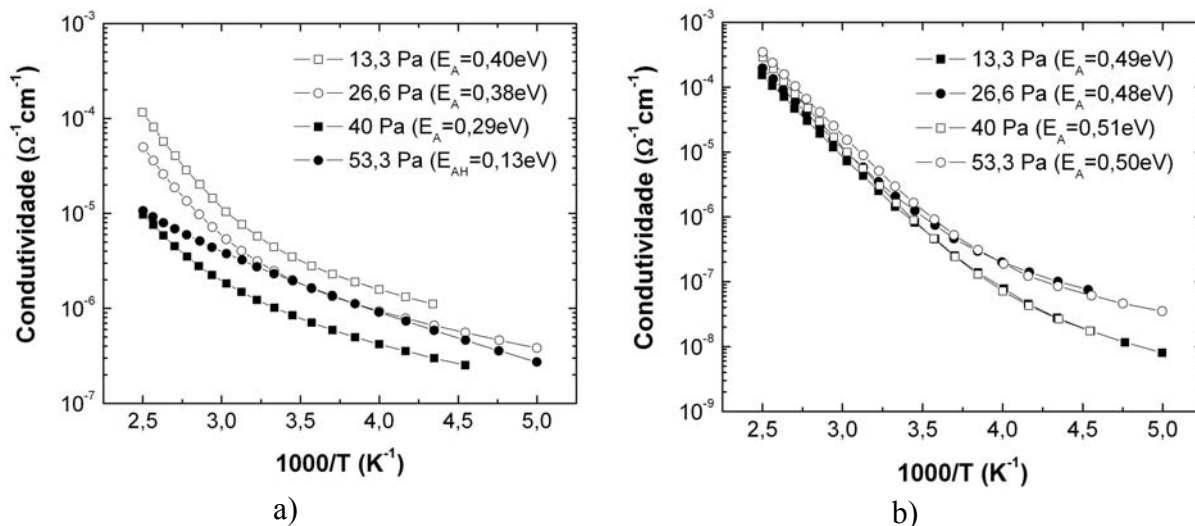 10⁻³
10⁻⁴
10⁻⁵
10⁻⁶
10⁻⁷
Condutividade (Ω⁻¹cm⁻¹)
13,3 Pa (E_A=0,40eV)
26,6 Pa (E_A=0,38eV)
40 Pa (E_A=0,29eV)
53,3 Pa (E_AH=0,13eV)
2,5 3,0 3,5 4,0 4,5 5,0
1000/T (K⁻¹)
a)
10⁻³
10⁻⁴
10⁻⁵
10⁻⁶
10⁻⁷
10⁻⁸
10⁻⁹
Condutividade (Ω⁻¹cm⁻¹)
13,3 Pa (E_A=0,49eV)
26,6 Pa (E_A=0,48eV)
40 Pa (E_A=0,51eV)
53,3 Pa (E_A=0,50eV)
2,5 3,0 3,5 4,0 4,5 5,0
1000/T (K⁻¹)
b)